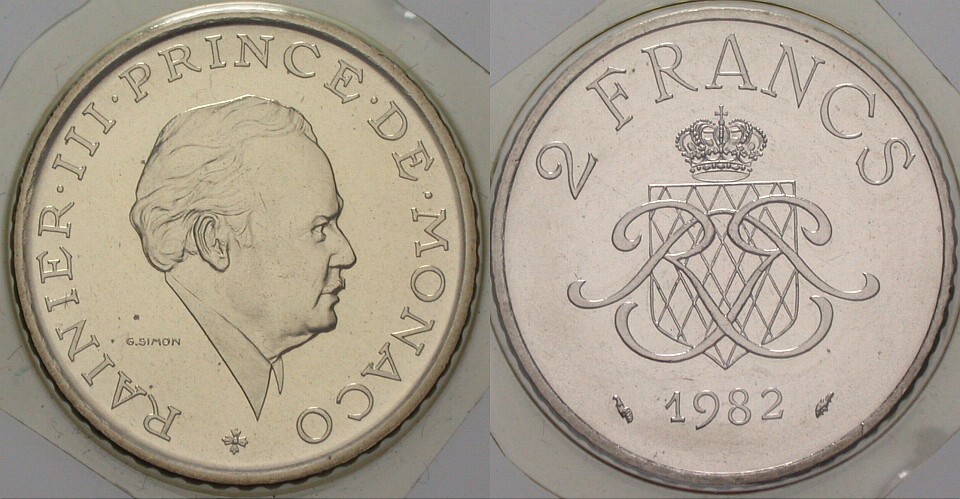 RAINIER·III·PRINCE·DE·MONACO
G.SIMON
2 FRANCS
1982